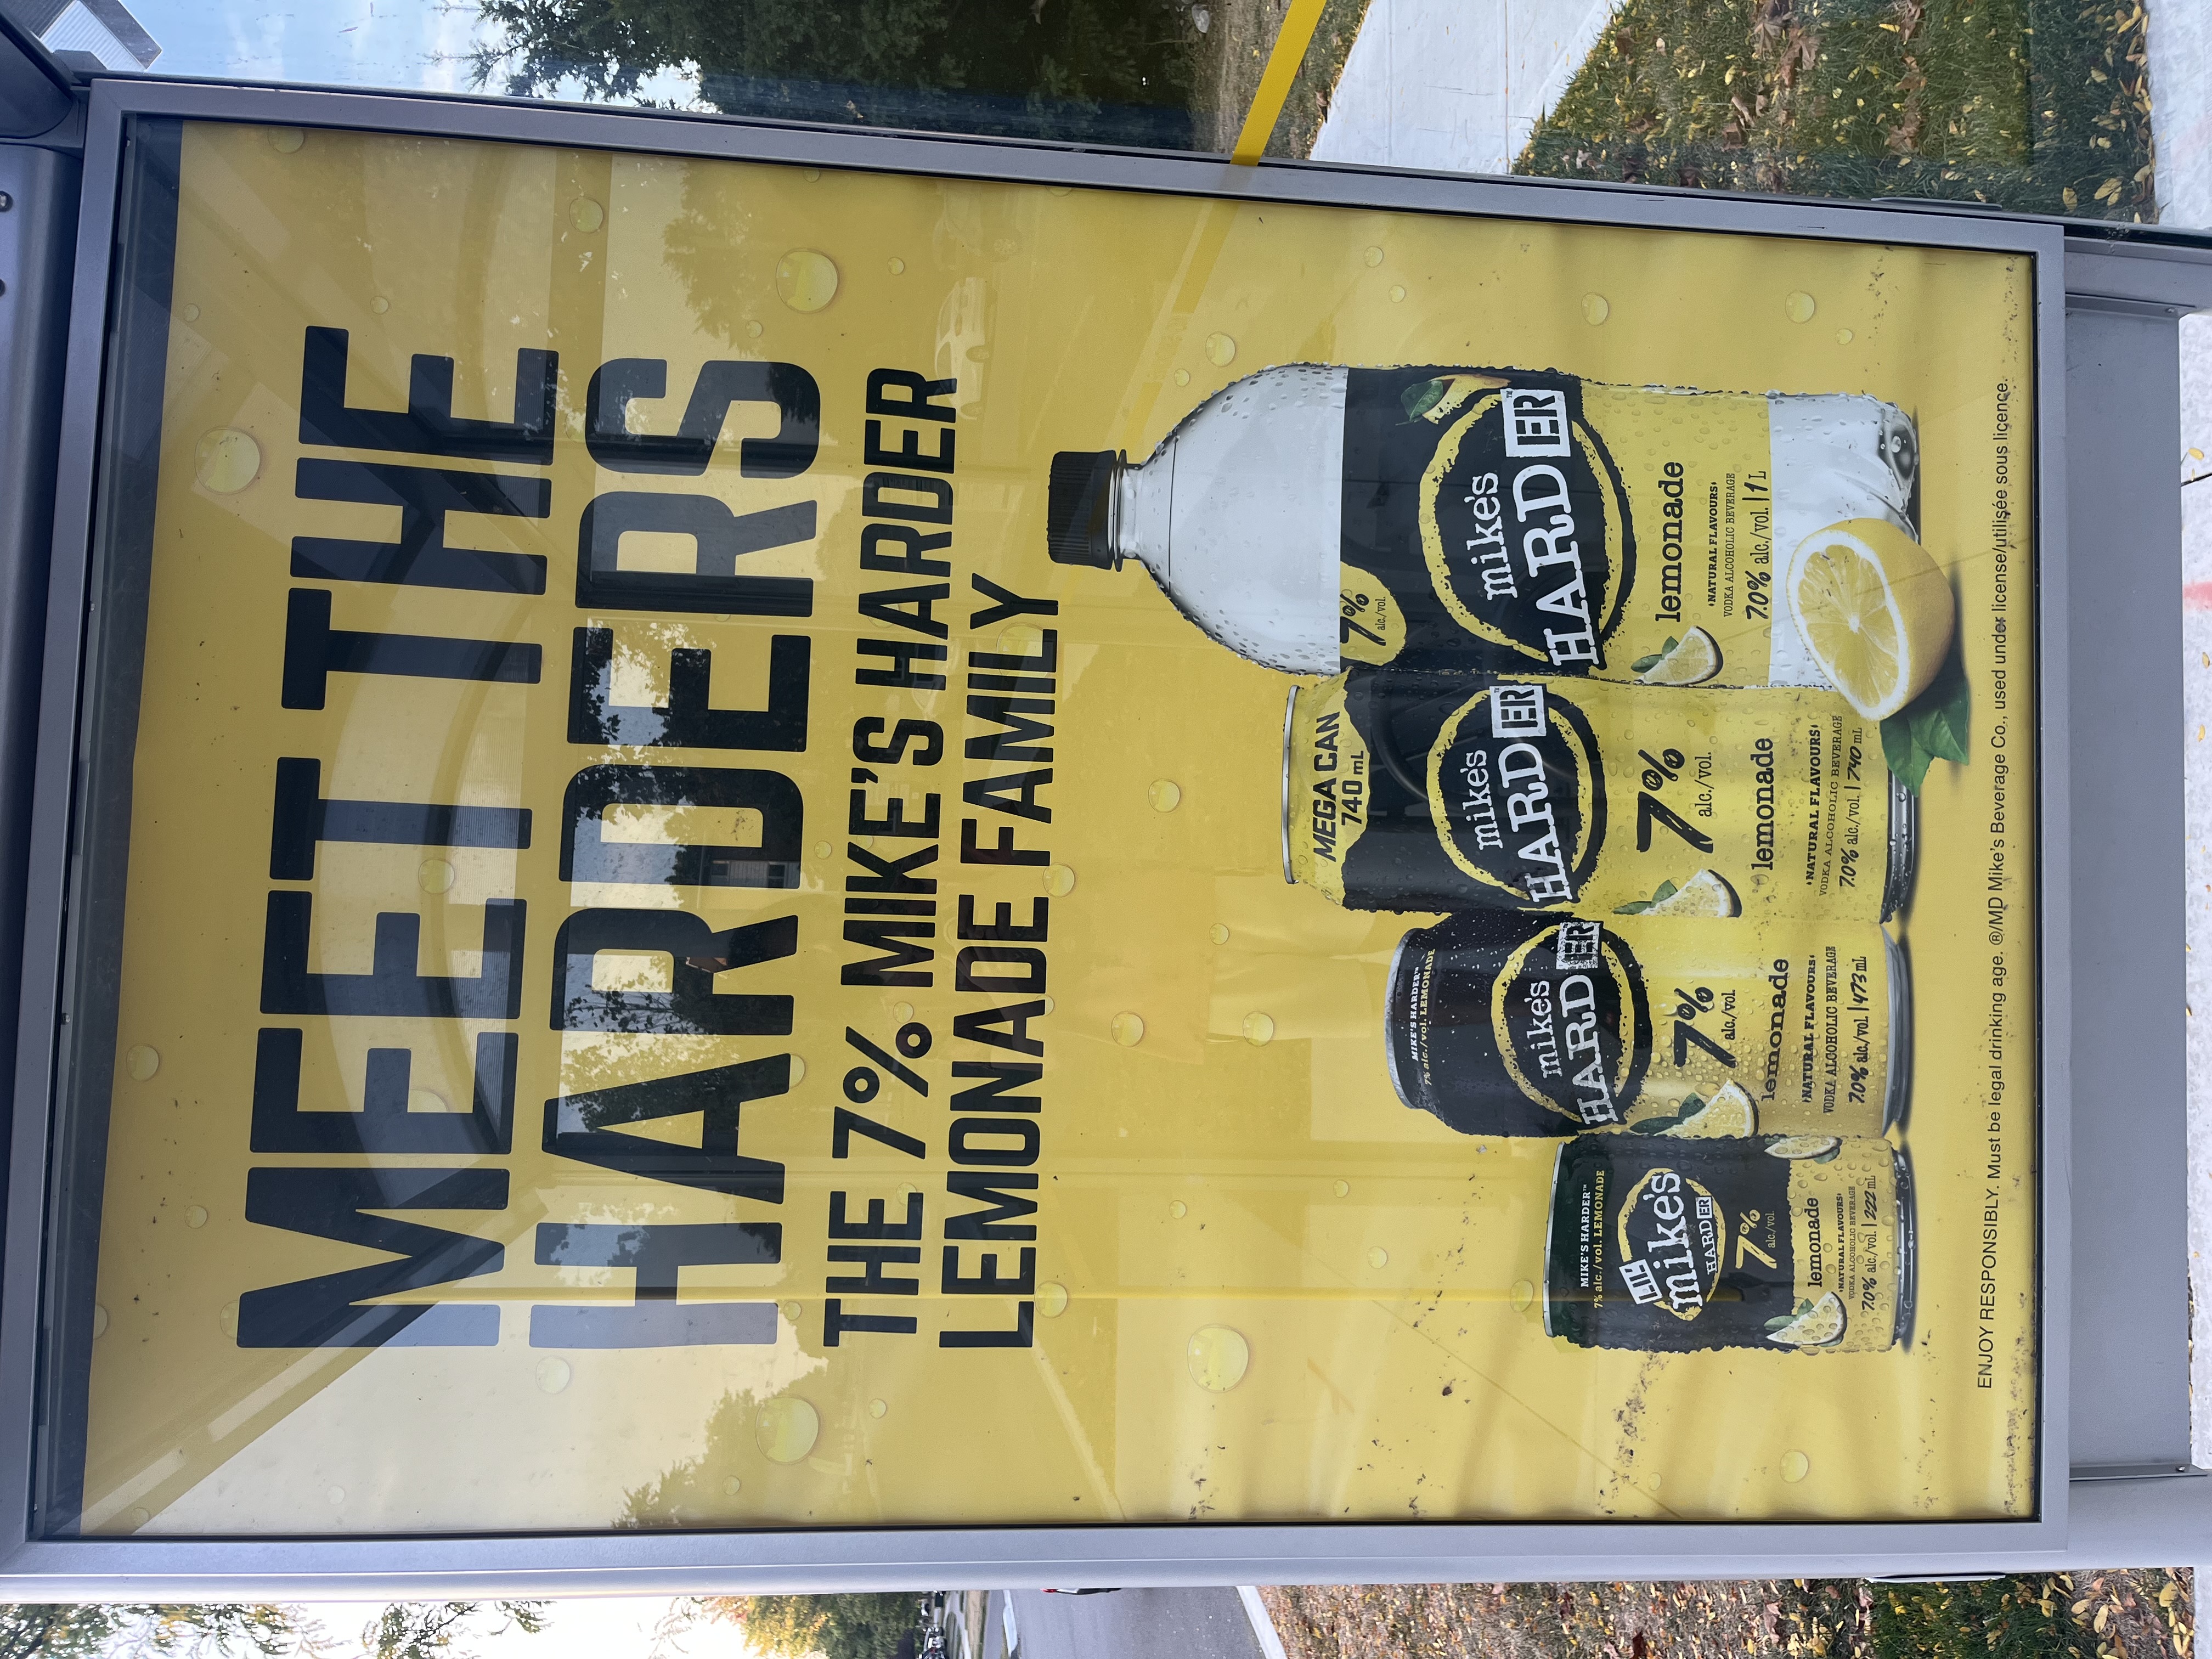 MEET THE
HARDERS
THE 7% MIKE'S HARDER
LEMONADE FAMILY
MIKE'S HARDER™
7% alc./vol. LEMONADE
LIL'
mike's
HARDER
7%
alc./vol.
lemonade
NATURAL FLAVOURS
VODKA ALCOHOLIC BEVERAGE
7.0% alc./vol. | 222 mL
MIKE'S HARDER™
7% alc./vol. LEMONADE
mike's
HARDER
7%
alc./vol.
lemonade
NATURAL FLAVOURS
VODKA ALCOHOLIC BEVERAGE
7.0% alc./vol. | 473 mL
MEGA CAN
740 mL
mike's
HARDER
7%
alc./vol.
lemonade
NATURAL FLAVOURS
VODKA ALCOHOLIC BEVERAGE
7.0% alc./vol. | 740 mL
7%
alc./vol.
mike's
HARDER™
lemonade
NATURAL FLAVOURS
VODKA ALCOHOLIC BEVERAGE
7.0% alc./vol. | 1 L
ENJOY RESPONSIBLY. Must be legal drinking age. ®/MD Mike's Beverage Co., used under license/utilisée sous licence.